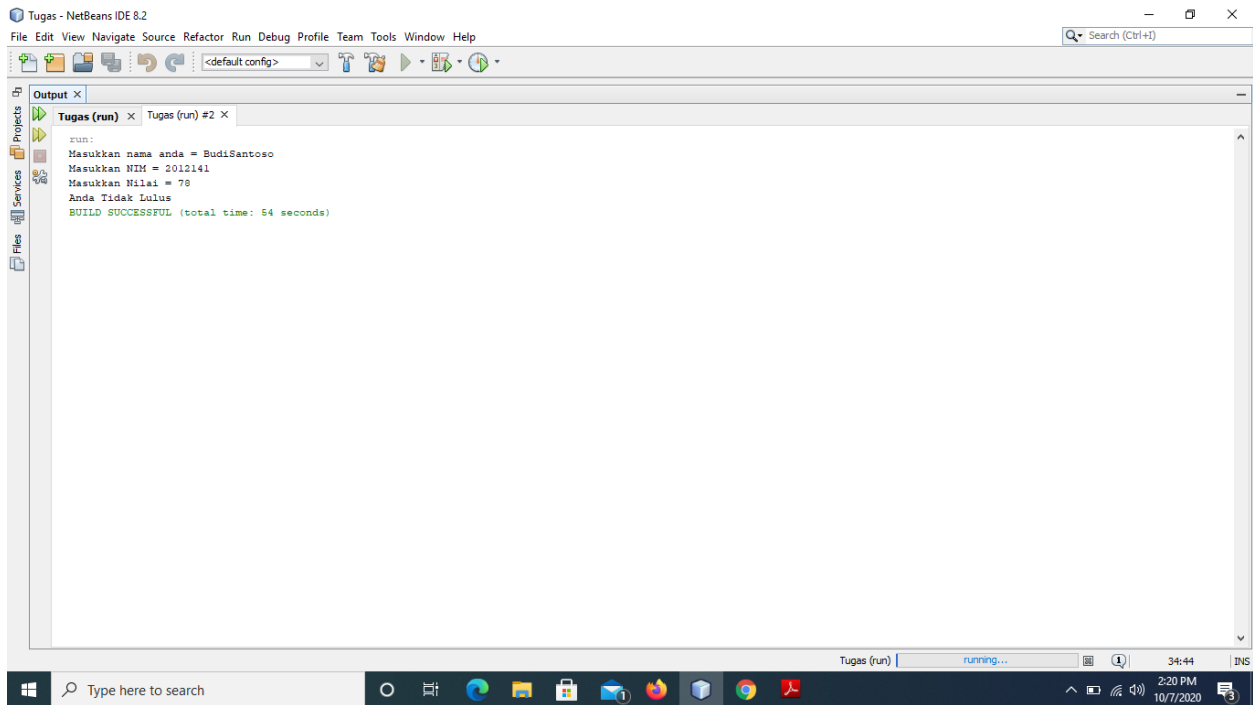 Tugas - NetBeans IDE 8.2
File Edit View Navigate Source Refactor Run Debug Profile Team Tools Window Help
Search (Ctrl+I)
<default config>
Output
Tugas (run)
Tugas (run) #2
Projects
Services
Files
run:
Masukkan nama anda = BudiSantoso
Masukkan NIM = 2012141
Masukkan Nilai = 78
Anda Tidak Lulus
BUILD SUCCESSFUL (total time: 54 seconds)
Tugas (run)
running...
1
34:44
INS
Type here to search
1
2:20 PM
10/7/2020
3